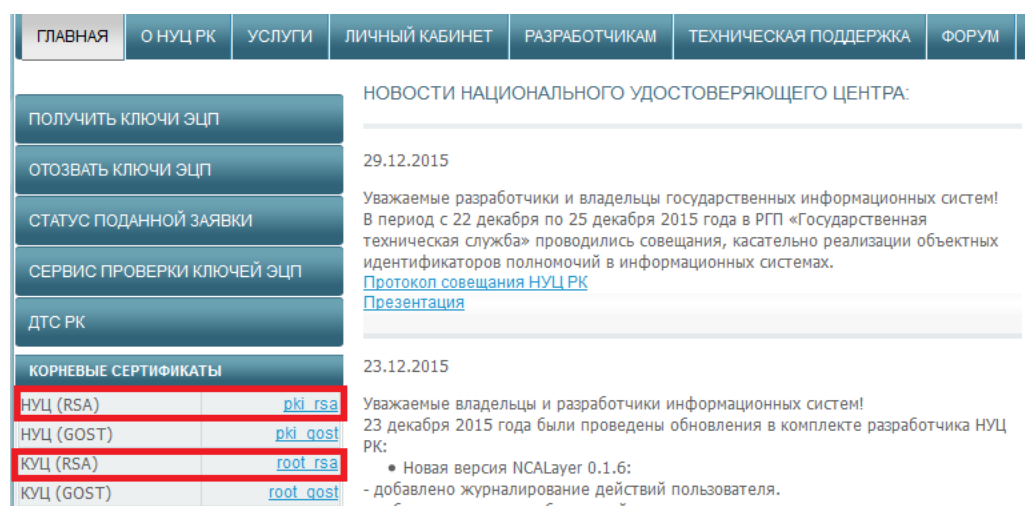 ГЛАВНАЯ О НУЦ РК УСЛУГИ ЛИЧНЫЙ КАБИНЕТ РАЗРАБОТЧИКАМ ТЕХНИЧЕСКАЯ ПОДДЕРЖКА ФОРУМ
ПОЛУЧИТЬ КЛЮЧИ ЭЦП
ОТОЗВАТЬ КЛЮЧИ ЭЦП
СТАТУС ПОДАННОЙ ЗАЯВКИ
СЕРВИС ПРОВЕРКИ КЛЮЧЕЙ ЭЦП
ДТС РК
КОРНЕВЫЕ СЕРТИФИКАТЫ
НУЦ (RSA) pki_rsa
НУЦ (GOST) pki_gost
КУЦ (RSA) root_rsa
КУЦ (GOST) root_gost
НОВОСТИ НАЦИОНАЛЬНОГО УДОСТОВЕРЯЮЩЕГО ЦЕНТРА:
29.12.2015
Уважаемые разработчики и владельцы государственных информационных систем!
В период с 22 декабря по 25 декабря 2015 года в РГП «Государственная
техническая служба» проводились совещания, касательно реализации объектных
идентификаторов полномочий в информационных системах.
Протокол совещания НУЦ РК
Презентация
23.12.2015
Уважаемые владельцы и разработчики информационных систем!
23 декабря 2015 года были проведены обновления в комплекте разработчика НУЦ
РК:
• Новая версия NCALayer 0.1.6:
- добавлено журналирование действий пользователя.